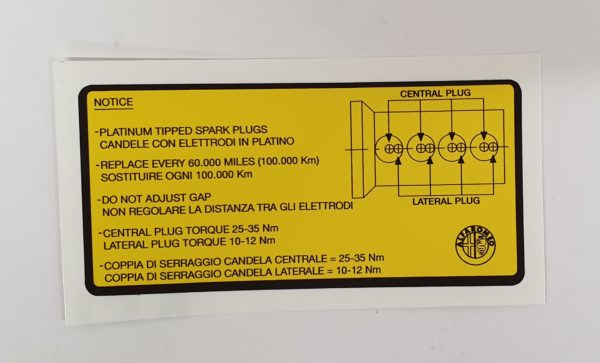 NOTICE
CENTRAL PLUG
-PLATINUM TIPPED SPARK PLUGS
CANDELE CON ELETTRODI IN PLATINO
-REPLACE EVERY 60.000 MILES (100.000 Km)
SOSTITUIRE OGNI 100.000 Km
-DO NOT ADJUST GAP
NON REGOLARE LA DISTANZA TRA GLI ELETTRODI
LATERAL PLUG
-CENTRAL PLUG TORQUE 25-35 Nm
LATERAL PLUG TORQUE 10-12 Nm
ALFA ROMEO
-COPPIA DI SERRAGGIO CANDELA CENTRALE = 25-35 Nm
COPPIA DI SERRAGGIO CANDELA LATERALE = 10-12 Nm